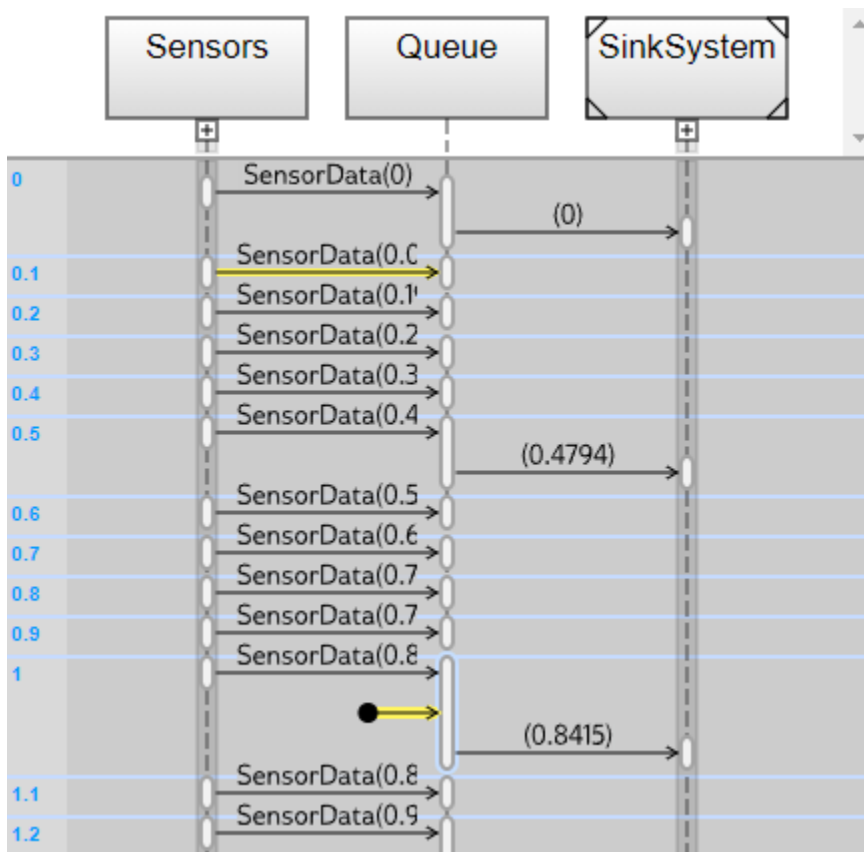 Sensors Queue SinkSystem
0 SensorData(0)
(0)
0.1 SensorData(0.0
0.2 SensorData(0.1
0.3 SensorData(0.2
0.4 SensorData(0.3
0.5 SensorData(0.4
(0.4794)
0.6 SensorData(0.5
0.7 SensorData(0.6
0.8 SensorData(0.7
0.9 SensorData(0.7
1 SensorData(0.8
(0.8415)
1.1 SensorData(0.8
1.2 SensorData(0.9